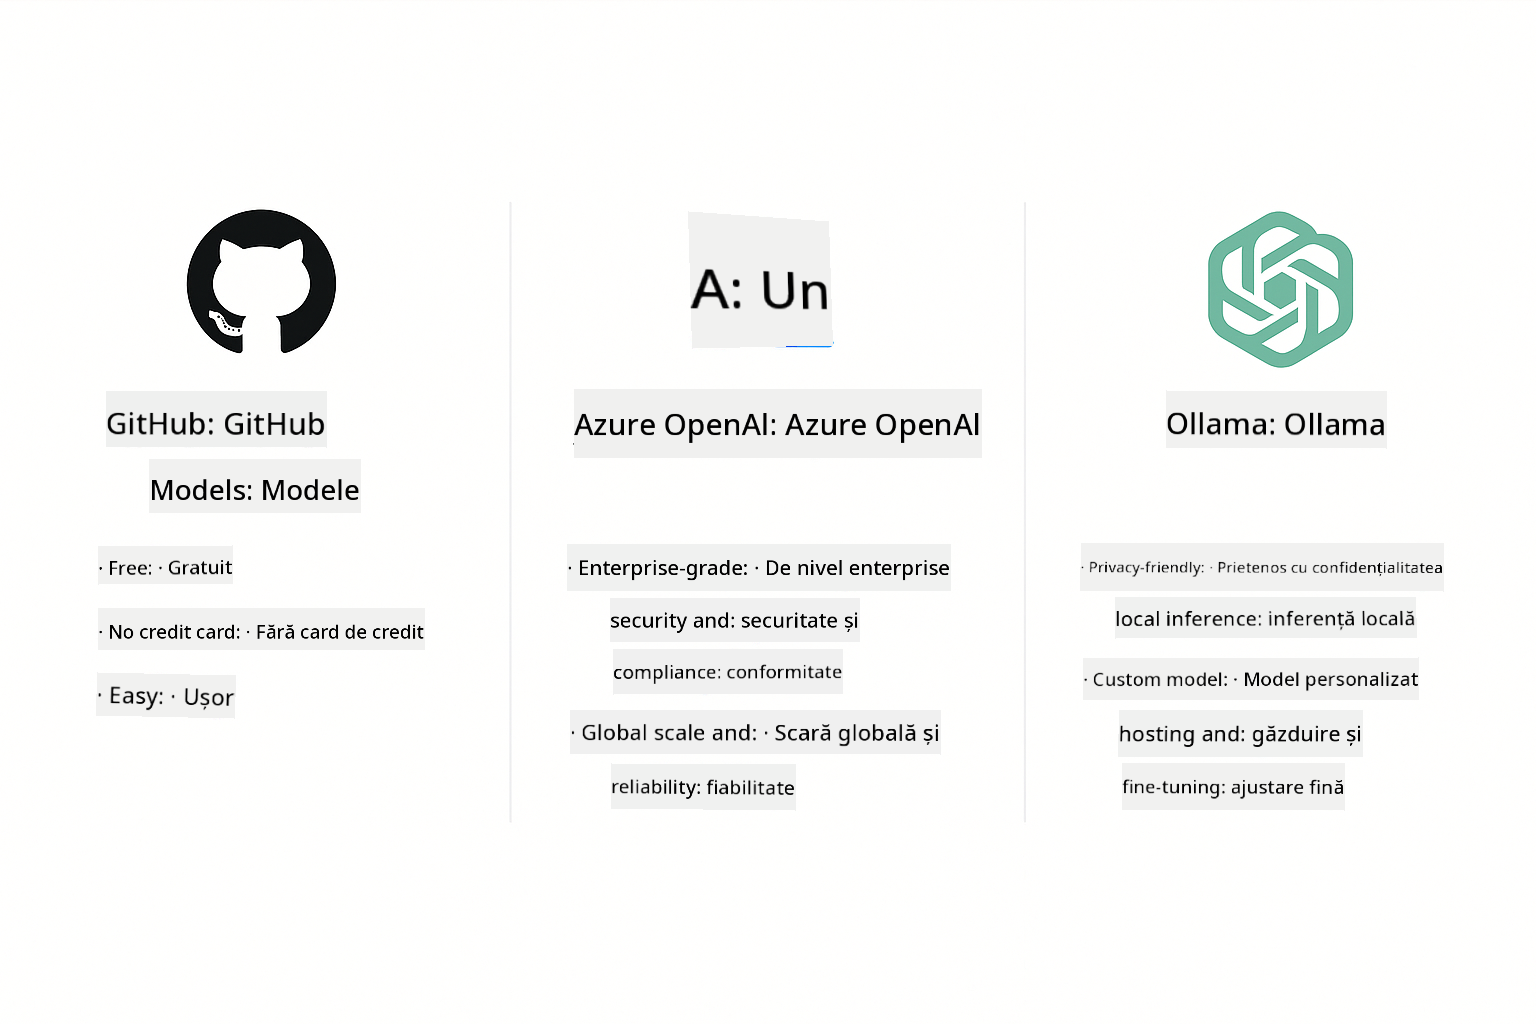 A: Un
GitHub: GitHub
Models: Modele
· Free: · Gratuit
· No credit card: · Fără card de credit
· Easy: · Ușor
Azure OpenAI: Azure OpenAI
· Enterprise-grade: · De nivel enterprise
security and: securitate și
compliance: conformitate
· Global scale and: · Scară globală și
reliability: fiabilitate
Ollama: Ollama
· Privacy-friendly: · Prietenos cu confidențialitatea
local inference: inferență locală
· Custom model: · Model personalizat
hosting and: găzduire și
fine-tuning: ajustare fină